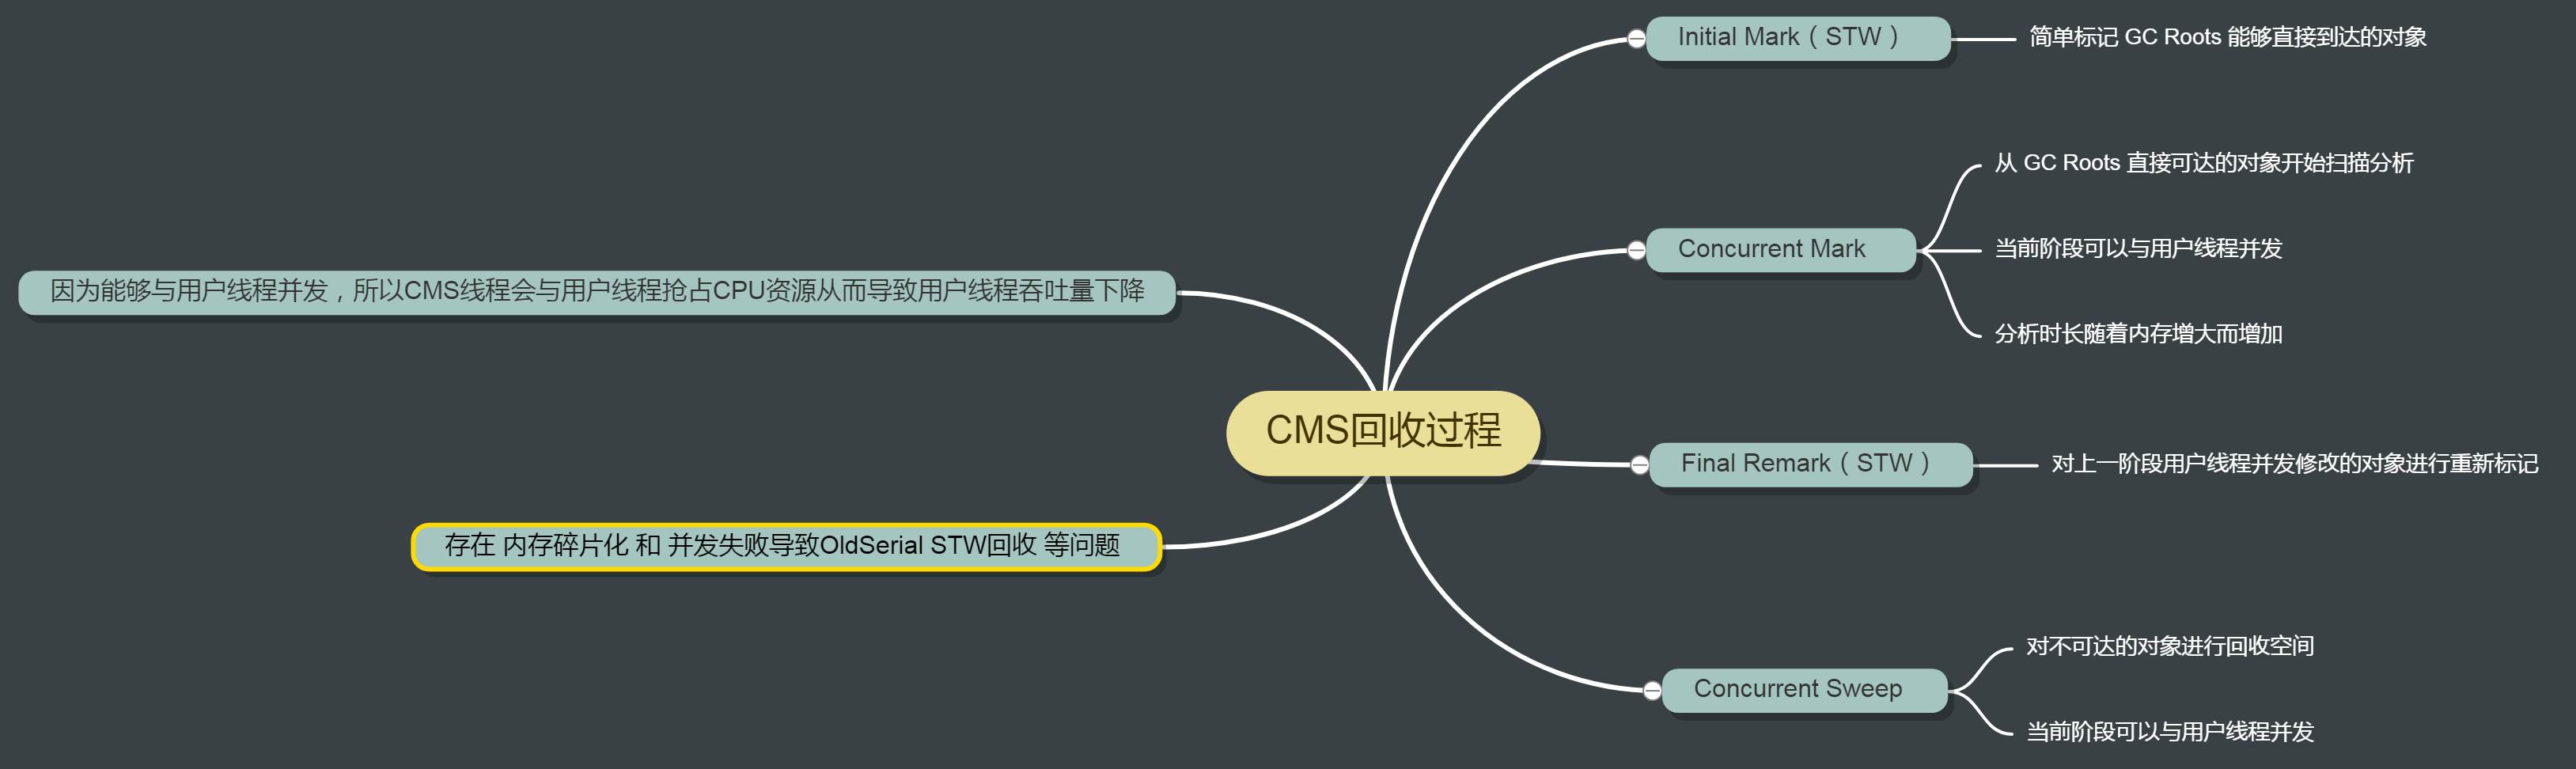 CMS回收过程
Initial Mark（STW）
简单标记 GC Roots 能够直接到达的对象
Concurrent Mark
从 GC Roots 直接可达的对象开始扫描分析
当前阶段可以与用户线程并发
分析时长随着内存增大而增加
Final Remark（STW）
对上一阶段用户线程并发修改的对象进行重新标记
Concurrent Sweep
对不可达的对象进行回收空间
当前阶段可以与用户线程并发
因为能够与用户线程并发，所以CMS线程会与用户线程抢占CPU资源从而导致用户线程吞吐量下降
存在 内存碎片化 和 并发失败导致OldSerial STW回收 等问题